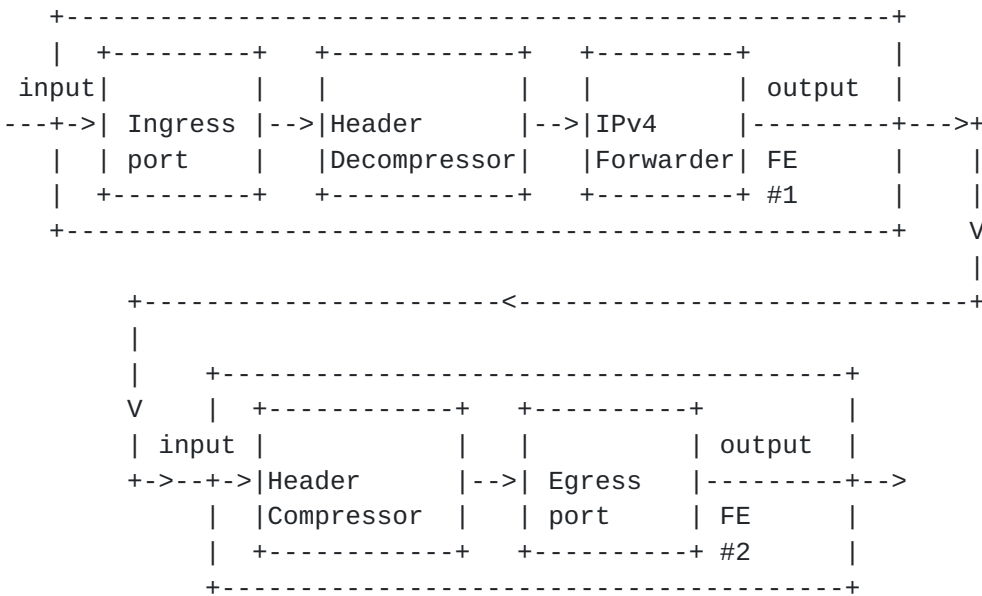 +-----------------------------------------------------+
|  +---------+   +------------+   +---------+         |
input|         |   |            |   |         | output  |
---+->| Ingress |-->|Header      |-->|IPv4     |---------+--->+
|  | port    |   |Decompressor|   |Forwarder| FE      |    |
|  +---------+   +------------+   +---------+ #1      |    |
+-----------------------------------------------------+    V
|
+-----------------------<-----------------------------+
|
|    +----------------------------------------+
V    |  +------------+   +----------+         |
| input |            |   |          | output  |
+->--+->|Header      |-->| Egress   |---------+-->
|  |Compressor  |   | port     | FE      |
|  +------------+   +----------+ #2      |
+----------------------------------------+